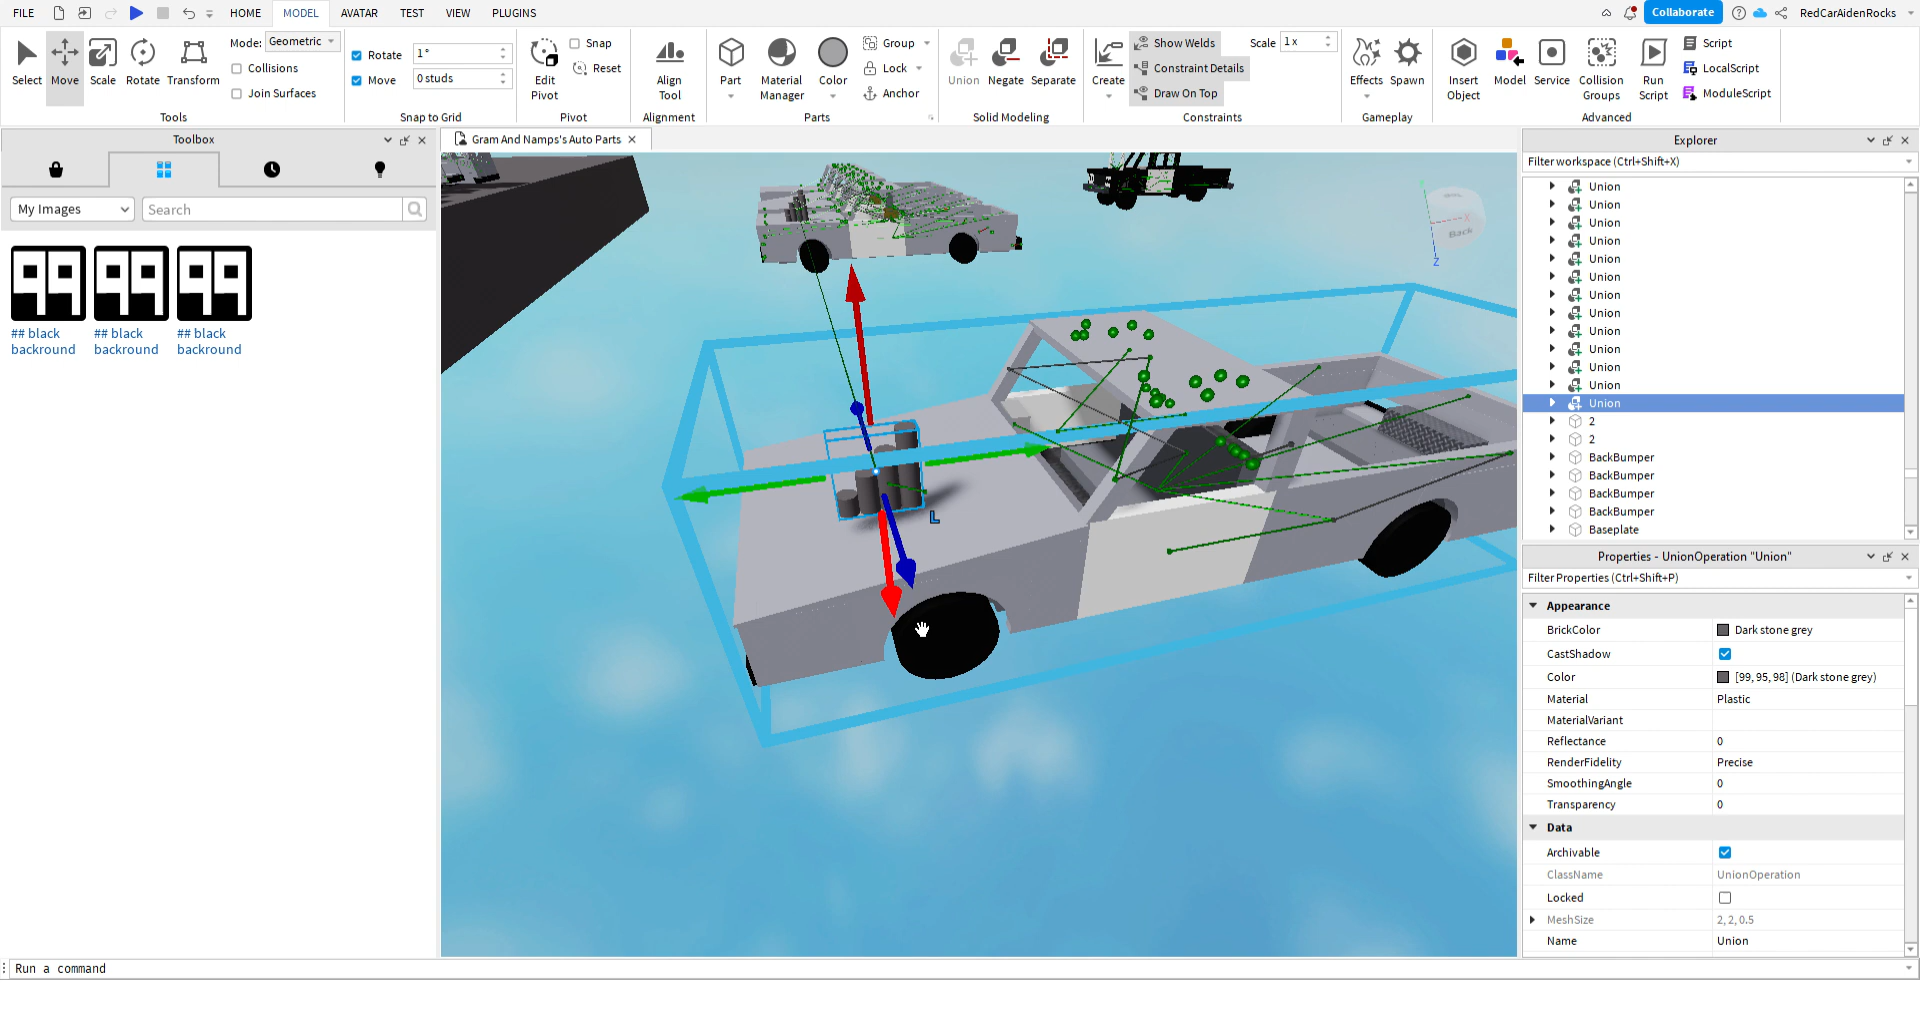 FILE HOME MODEL AVATAR TEST VIEW PLUGINS Collaborate RedCarAidenRocks
Select Move Scale Rotate Transform
Mode: Geometric
Collisions
Join Surfaces
Tools
Rotate 1°
Move 0 studs
Snap to Grid
Edit Pivot
Snap
Reset
Pivot
Align Tool
Alignment
Part
Material Manager
Color
Group
Lock
Anchor
Parts
Union Negate Separate
Solid Modeling
Create
Show Welds
Constraint Details
Draw On Top
Scale 1 x
Constraints
Effects Spawn
Gameplay
Insert Object
Model
Service
Collision Groups
Run Script
Script
LocalScript
ModuleScript
Advanced
Toolbox
My Images Search
99 99 99
## black backround
## black backround
## black backround
Gram And Namps's Auto Parts
Back
X
Z
L
Explorer
Filter workspace (Ctrl+Shift+X)
Union
Union
Union
Union
Union
Union
Union
Union
Union
Union
Union
Union
Union
2
2
BackBumper
BackBumper
BackBumper
BackBumper
Baseplate
Properties - UnionOperation "Union"
Filter Properties (Ctrl+Shift+P)
Appearance
BrickColor Dark stone grey
CastShadow
Color [99, 95, 98] (Dark stone grey)
Material Plastic
MaterialVariant
Reflectance 0
RenderFidelity Precise
SmoothingAngle 0
Transparency 0
Data
Archivable
ClassName UnionOperation
Locked
MeshSize 2, 2, 0.5
Name Union
Run a command